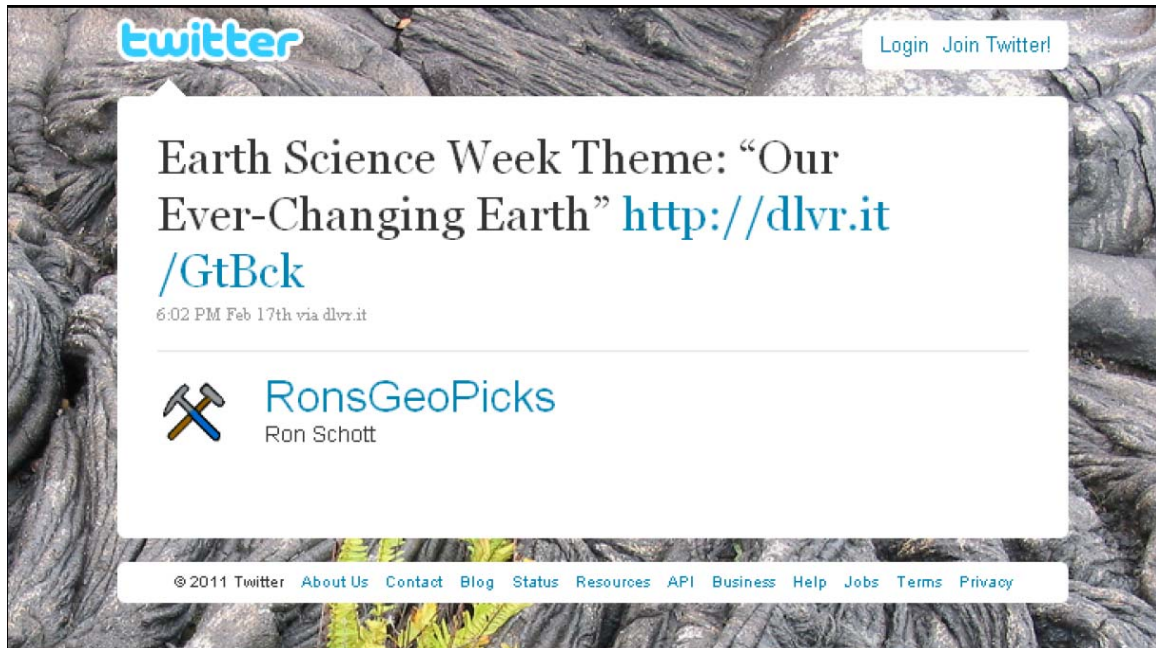 twitter
Login Join Twitter!
Earth Science Week Theme: “Our
Ever-Changing Earth” http://dlvr.it
/GtBck
6:02 PM Feb 17th via dlvr.it
RonsGeoPicks
Ron Schott
© 2011 Twitter About Us Contact Blog Status Resources API Business Help Jobs Terms Privacy